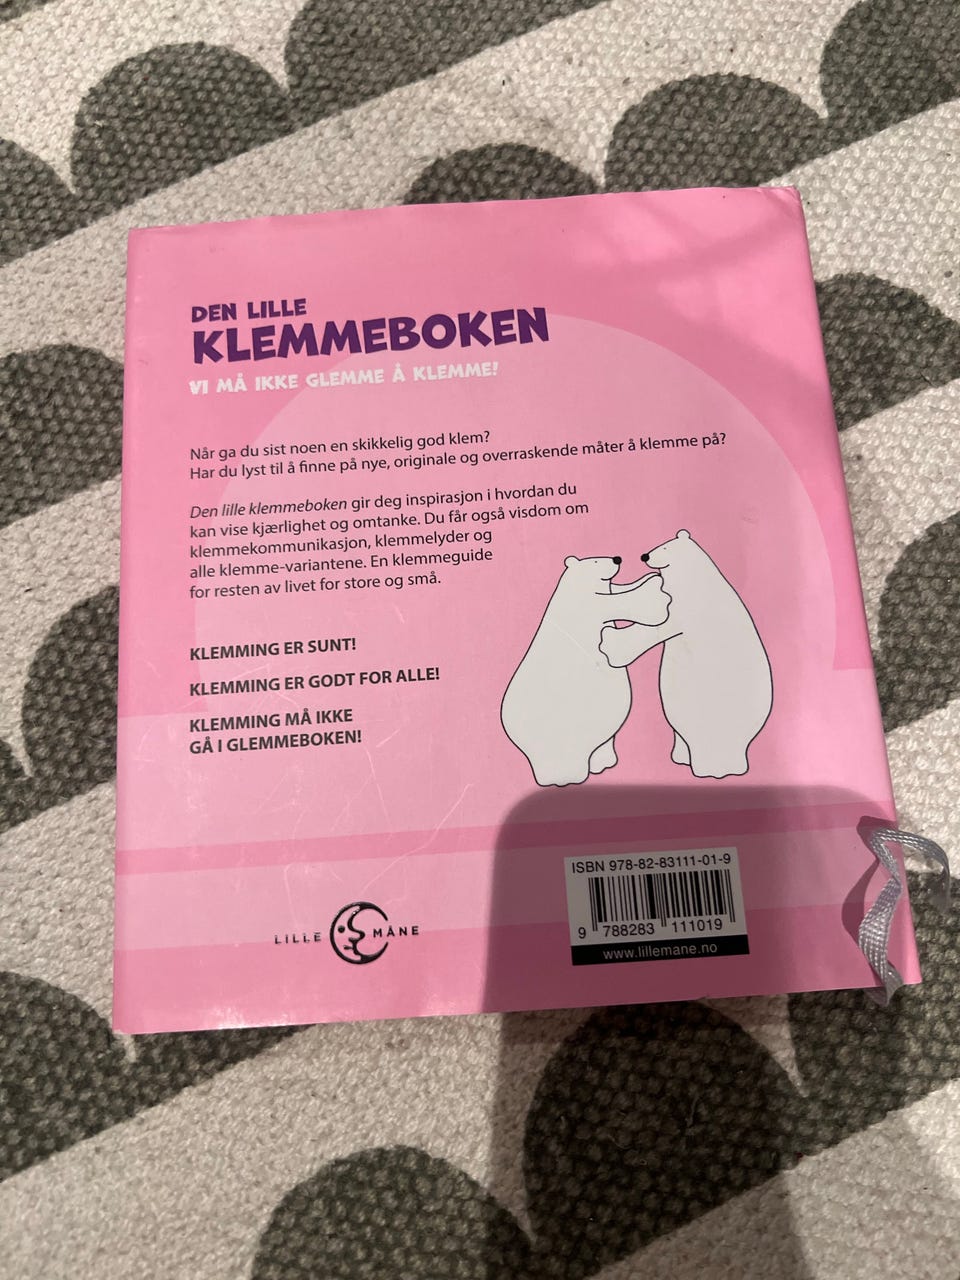 DEN LILLE
KLEMMEBOKEN
VI MÅ IKKE GLEMME Å KLEMME!
Når ga du sist noen en skikkelig god klem?
Har du lyst til å finne på nye, originale og overraskende måter å klemme på?
Den lille klemmeboken gir deg inspirasjon i hvordan du
kan vise kjærlighet og omtanke. Du får også visdom om
klemmekommunikasjon, klemmelyder og
alle klemme-variantene. En klemmeguide
for resten av livet for store og små.
KLEMMING ER SUNT!
KLEMMING ER GODT FOR ALLE!
KLEMMING MÅ IKKE
GÅ I GLEMMEBOKEN!
LILLE MÅNE
ISBN 978-82-83111-01-9
9 788283 111019
www.lillemane.no